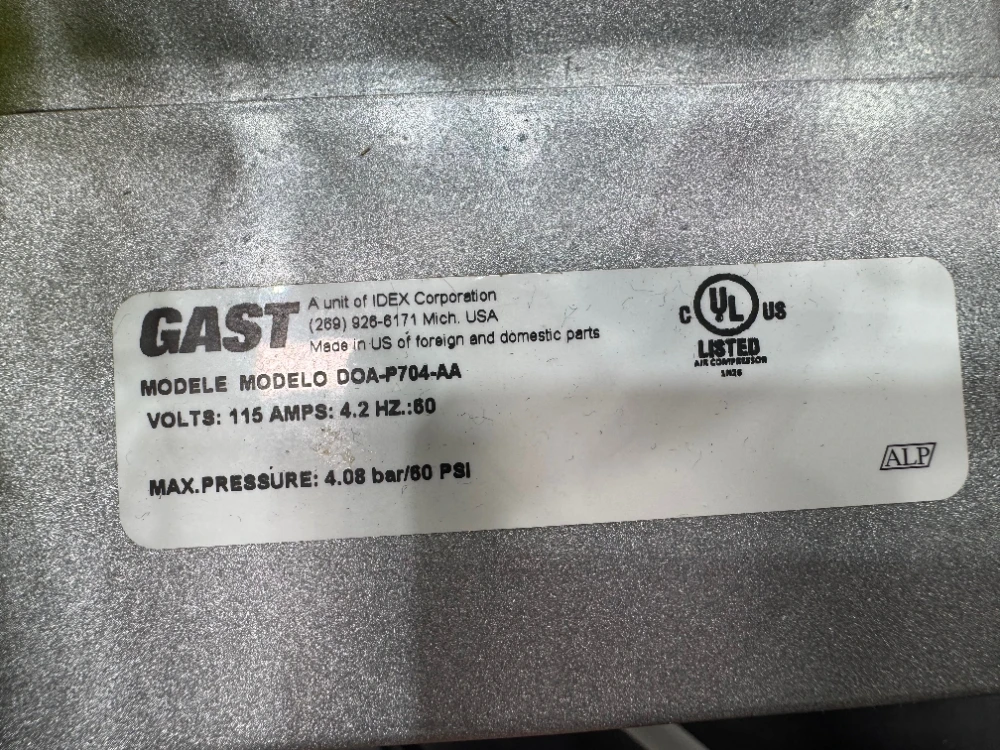 GAST
A unit of IDEX Corporation
(269) 926-6171 Mich. USA
Made in US of foreign and domestic parts
MODELE MODELO DOA-P704-AA
VOLTS: 115 AMPS: 4.2 HZ.:60
MAX.PRESSURE: 4.08 bar/60 PSI
C UL US
LISTED
AIR COMPRESSOR
1N26
ALP